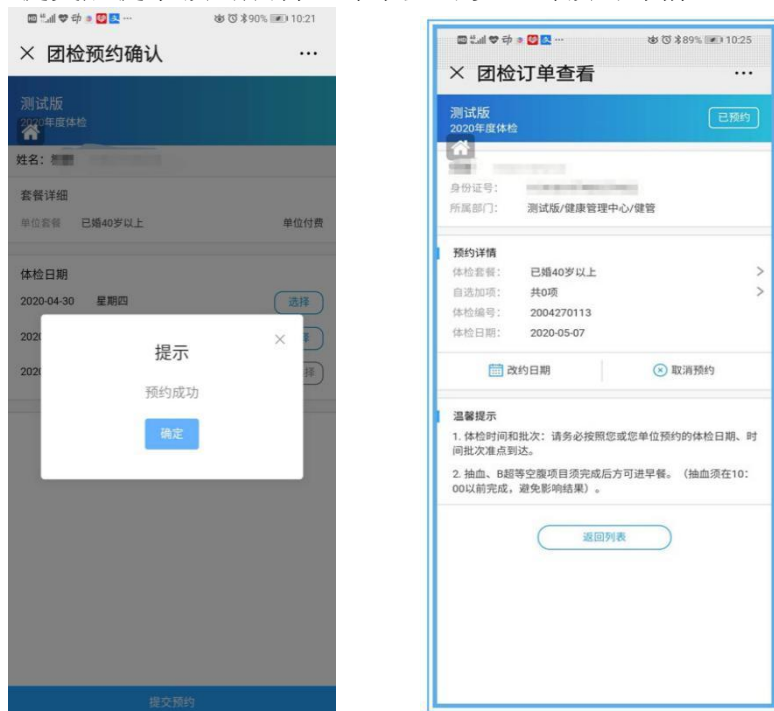 90% 10:21
× 团检预约确认 ...
测试版
2020年度体检
姓名:
套餐详细
单位套餐 已婚40岁以上 单位付费
体检日期
2020-04-30 星期四 选择
202
202 择
提示 ×
预约成功
确定
提交预约
89% 10:25
× 团检订单查看 ...
测试版
2020年度体检
已预约
身份证号:
所属部门: 测试版/健康管理中心/健管
预约详情
体检套餐: 已婚40岁以上 >
自选加项: 共0项 >
体检编号: 2004270113
体检日期: 2020-05-07
改约日期 取消预约
温馨提示
1. 体检时间和批次:请务必按照您或您单位预约的体检日期、时
间批次准点到达。
2. 抽血、B超等空腹项目须完成后方可进早餐。(抽血须在10:
00以前完成,避免影响结果)。
返回列表